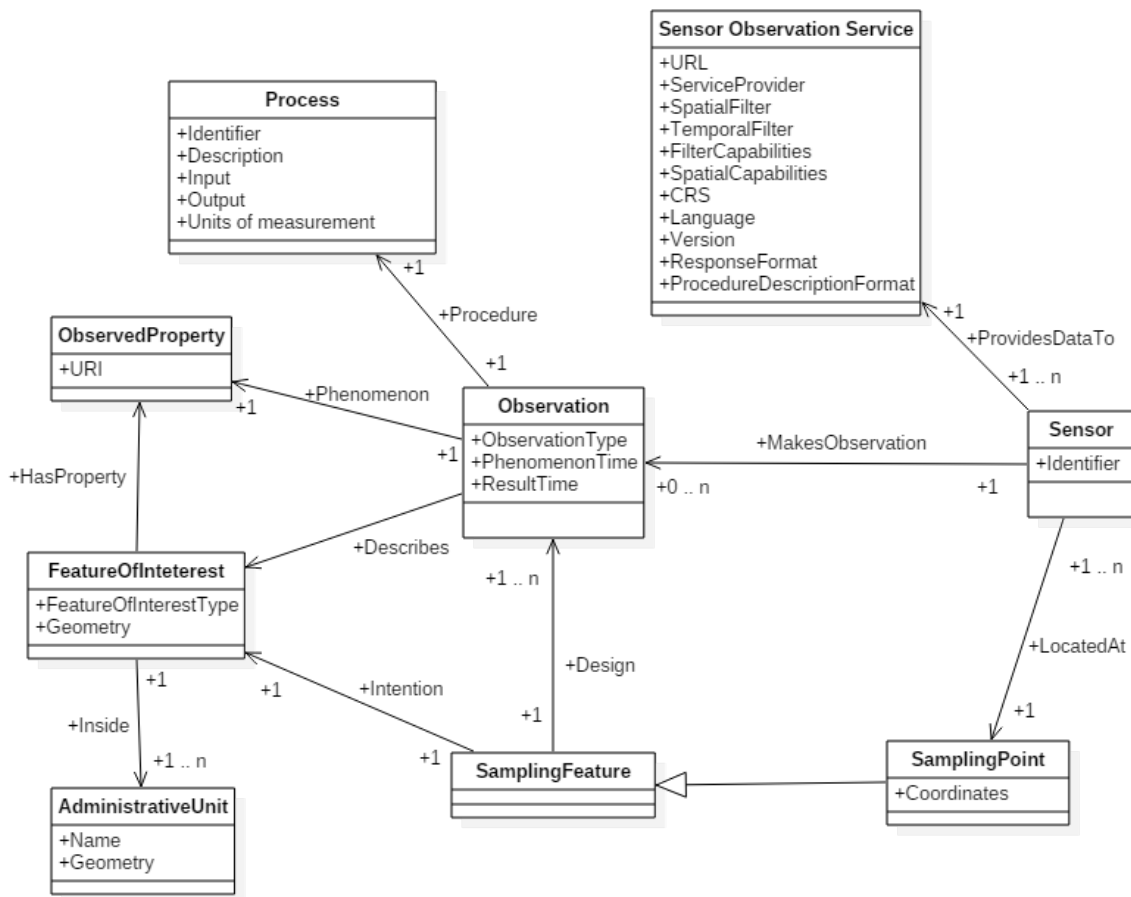 Sensor Observation Service
+URL
+ServiceProvider
+SpatialFilter
+TemporalFilter
+FilterCapabilities
+SpatialCapabilities
+CRS
+Language
+Version
+ResponseFormat
+ProcedureDescriptionFormat
Process
+Identifier
+Description
+Input
+Output
+Units of measurement
+1
+Procedure
+1
+1
+ProvidesDataTo
+1 .. n
ObservedProperty
+URI
+1
+Phenomenon
+1
Observation
+ObservationType
+PhenomenonTime
+ResultTime
+MakesObservation
+0 .. n
+1
Sensor
+Identifier
+HasProperty
+Describes
+1 .. n
+1 .. n
FeatureOfInteterest
+FeatureOfInterestType
+Geometry
+1
+1
+Intention
+1
+Design
+1
+LocatedAt
+1
+Inside
+1 .. n
SamplingFeature
SamplingPoint
+Coordinates
AdministrativeUnit
+Name
+Geometry